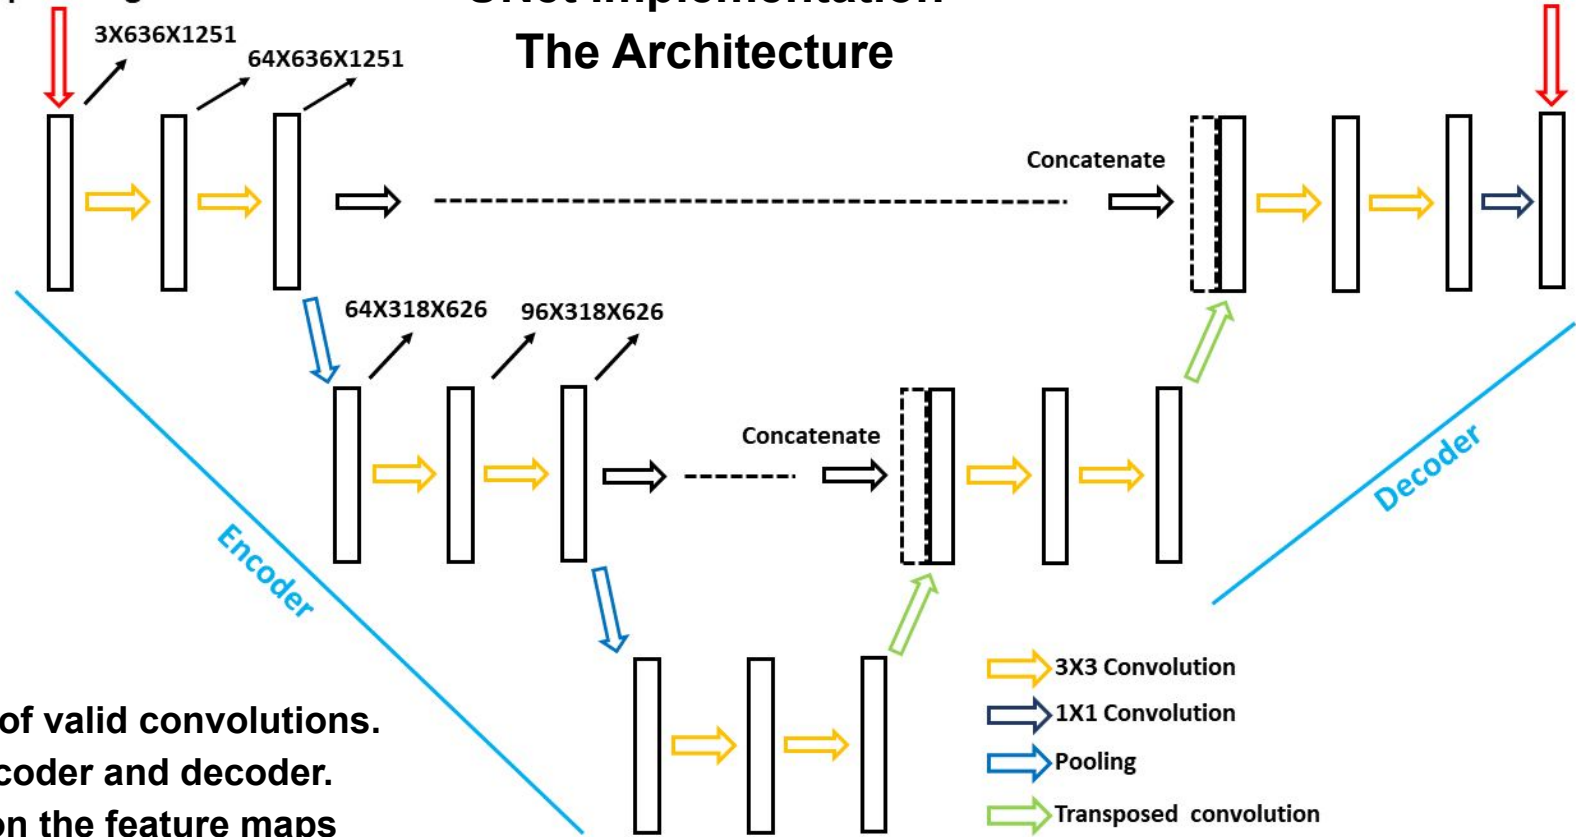 The Architecture
3X636X1251
64X636X1251
Concatenate
64X318X626
96X318X626
Concatenate
Encoder
Decoder
3X3 Convolution
1X1 Convolution
Pooling
Transposed convolution
of valid convolutions.
coder and decoder.
on the feature maps